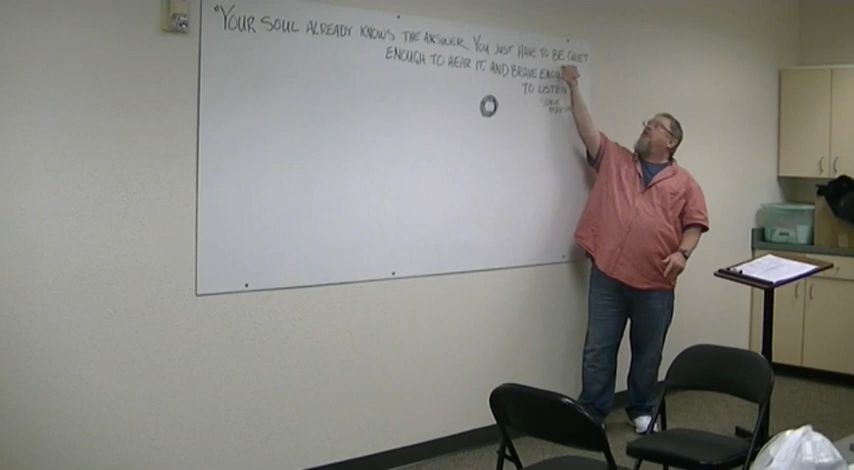 "YOUR SOUL ALREADY KNOWS THE ANSWER. YOU JUST HAVE TO BE QUIET
ENOUGH TO HEAR IT, AND BRAVE
TO LISTEN